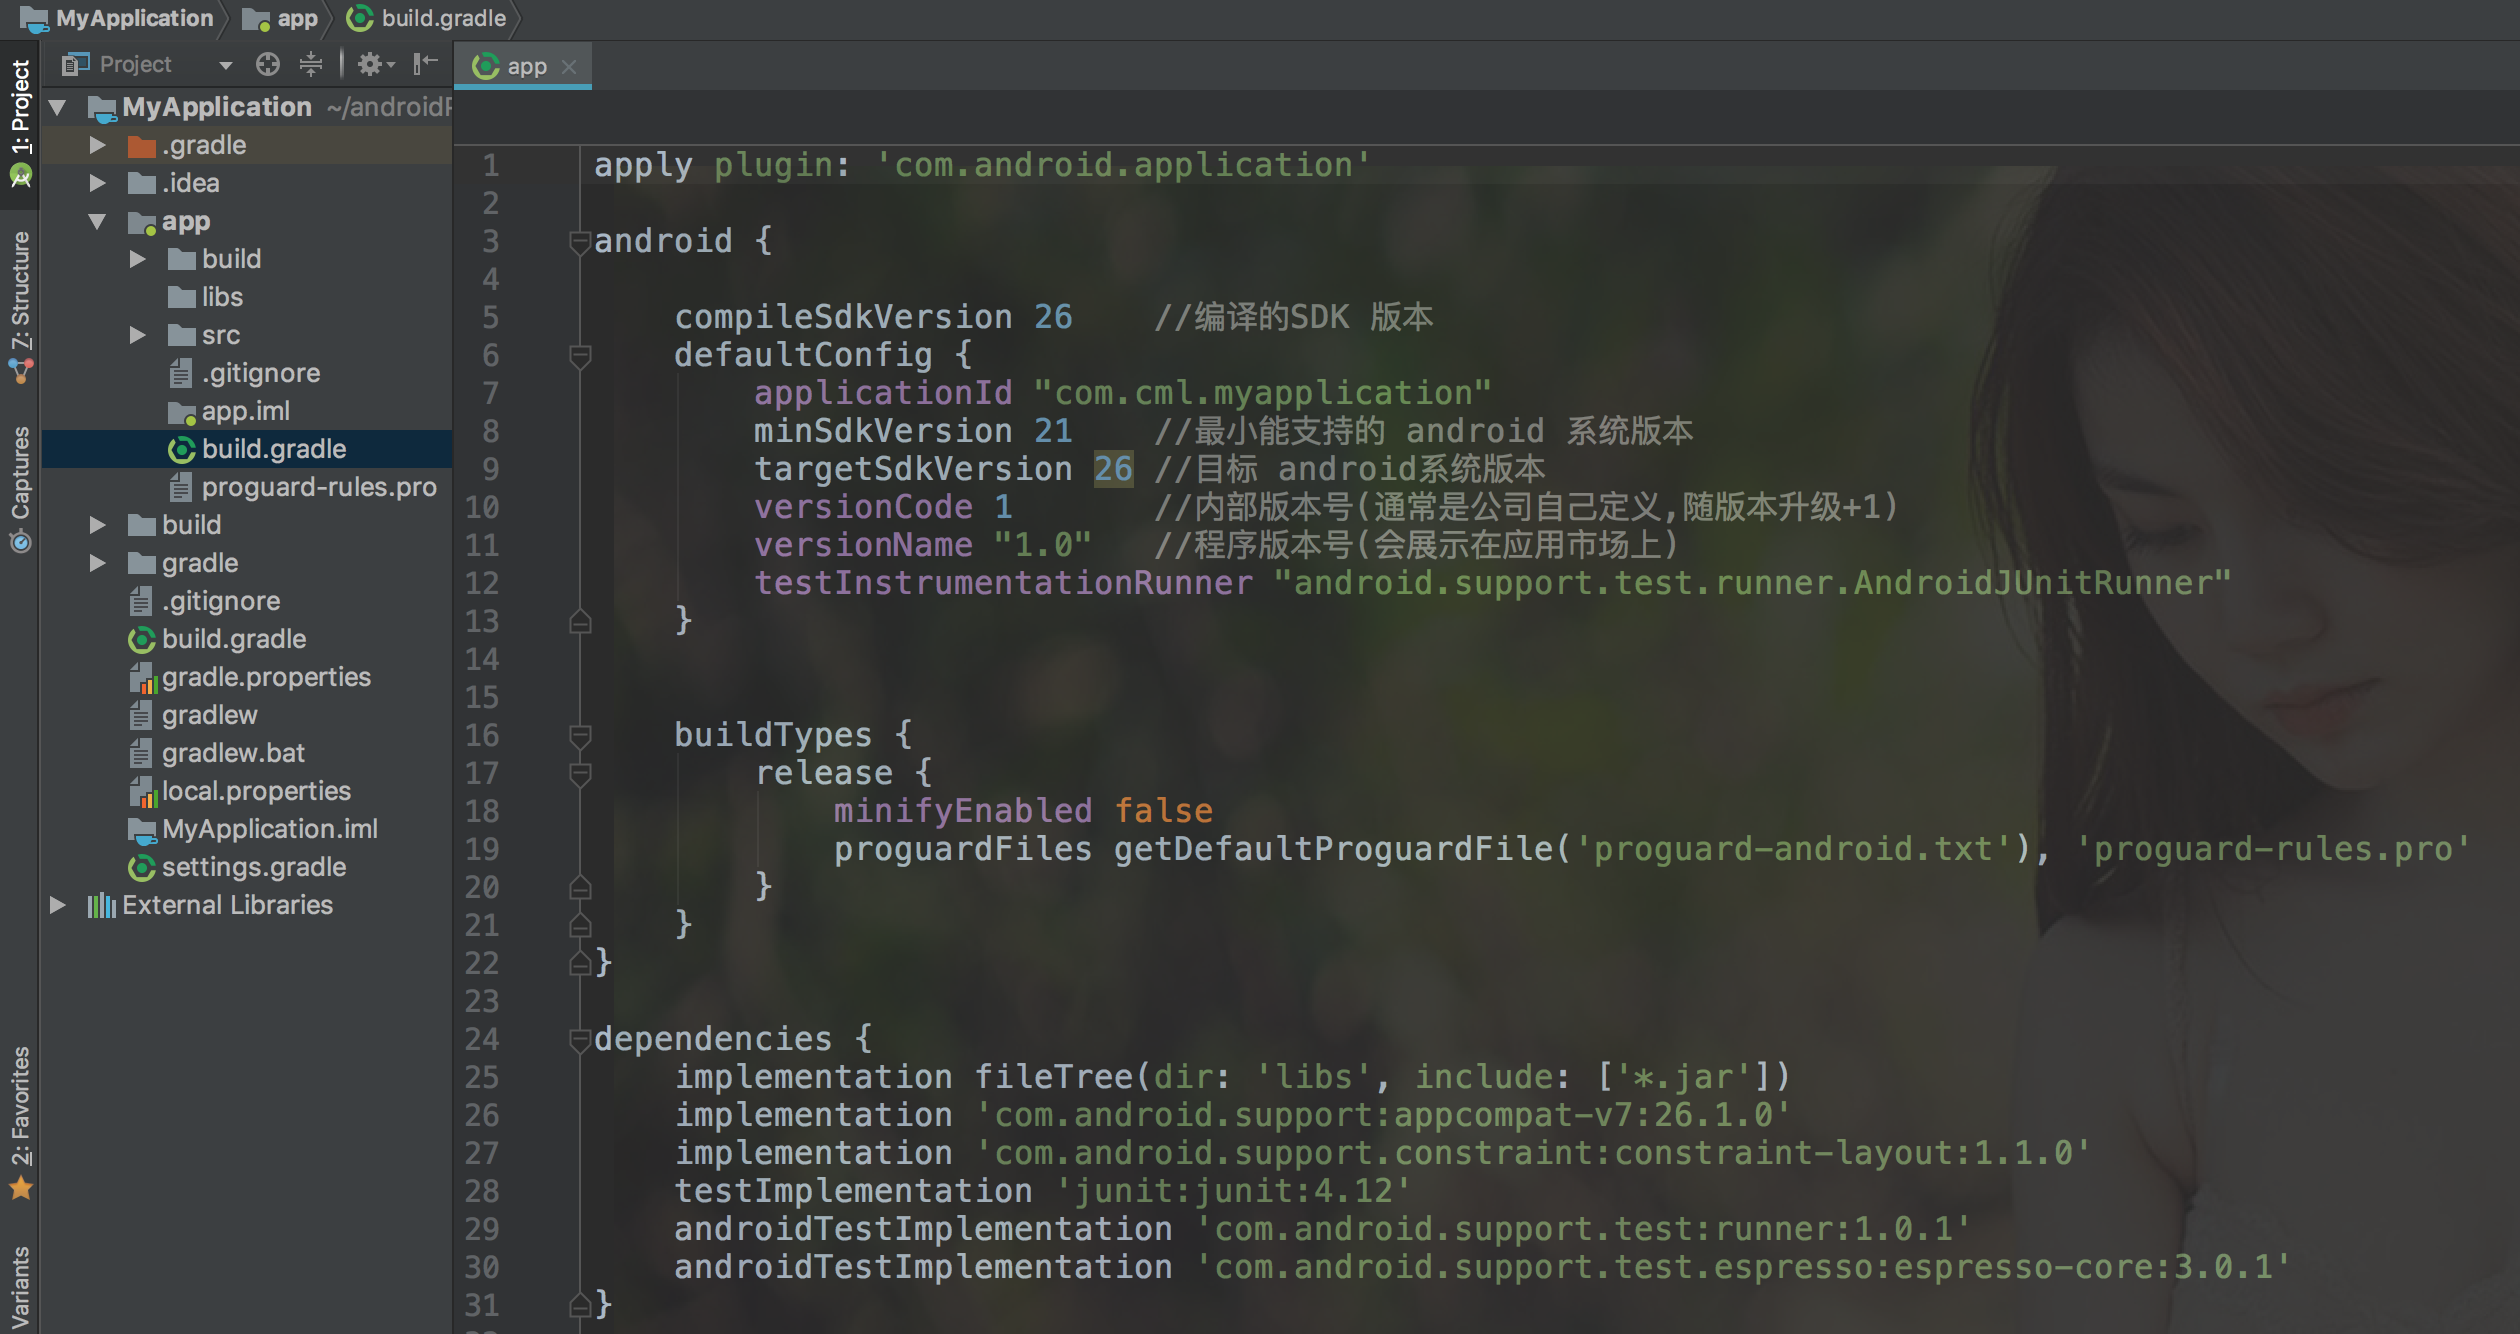 MyApplication app build.gradle
Project
app
1: Project
7: Structure
Captures
2: Favorites
Variants
MyApplication ~/android
.gradle
.idea
app
build
libs
src
.gitignore
app.iml
build.gradle
proguard-rules.pro
build
gradle
.gitignore
build.gradle
gradle.properties
gradlew
gradlew.bat
local.properties
MyApplication.iml
settings.gradle
External Libraries
1 apply plugin: 'com.android.application'
2
3 android {
4
5 compileSdkVersion 26 //编译的SDK 版本
6 defaultConfig {
7 applicationId "com.cml.myapplication"
8 minSdkVersion 21 //最小能支持的 android 系统版本
9 targetSdkVersion 26 //目标 android系统版本
10 versionCode 1 //内部版本号(通常是公司自己定义,随版本升级+1)
11 versionName "1.0" //程序版本号(会展示在应用市场上)
12 testInstrumentationRunner "android.support.test.runner.AndroidJUnitRunner"
13 }
14
15
16 buildTypes {
17 release {
18 minifyEnabled false
19 proguardFiles getDefaultProguardFile('proguard-android.txt'), 'proguard-rules.pro'
20 }
21 }
22 }
23
24 dependencies {
25 implementation fileTree(dir: 'libs', include: ['*.jar'])
26 implementation 'com.android.support:appcompat-v7:26.1.0'
27 implementation 'com.android.support.constraint:constraint-layout:1.1.0'
28 testImplementation 'junit:junit:4.12'
29 androidTestImplementation 'com.android.support.test:runner:1.0.1'
30 androidTestImplementation 'com.android.support.test.espresso:espresso-core:3.0.1'
31 }